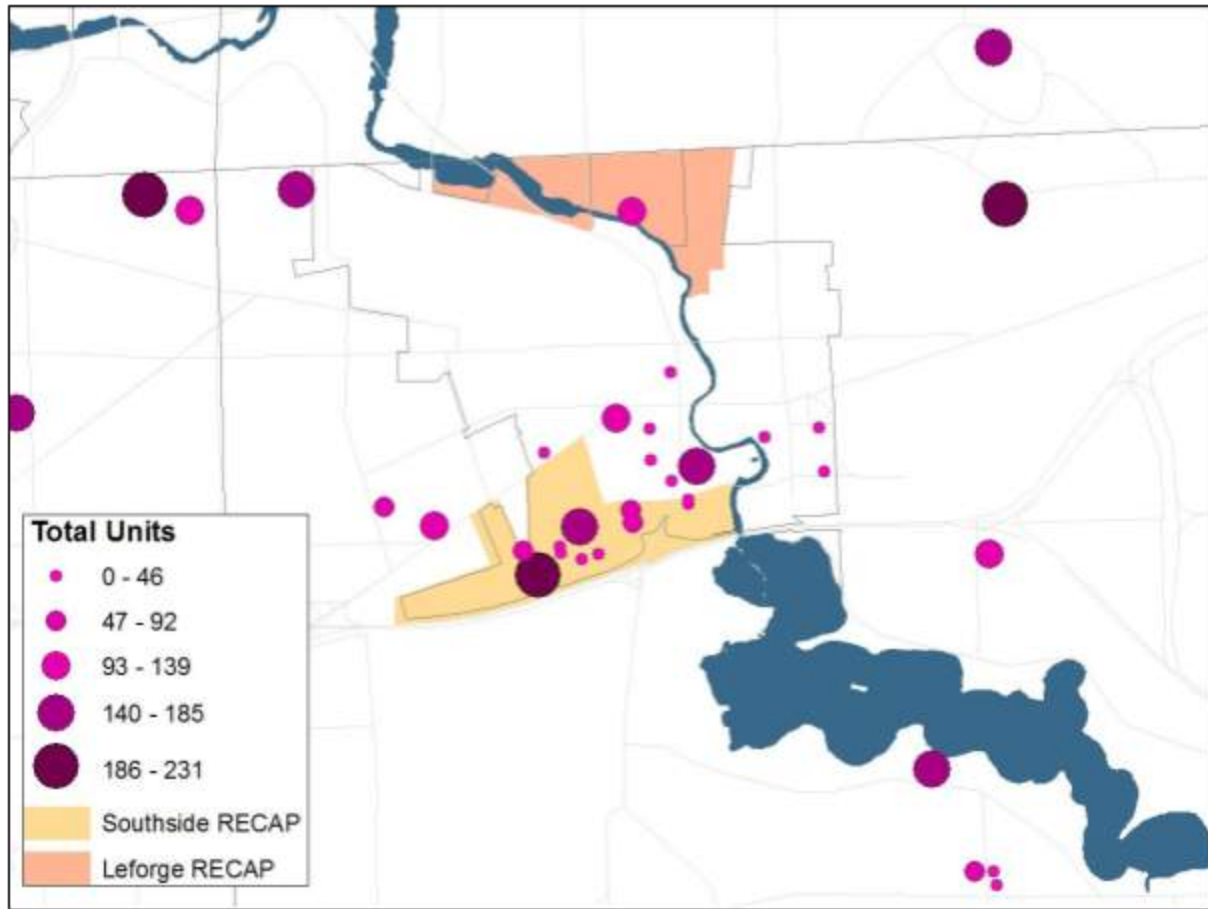 Total Units
0 - 46
47 - 92
93 - 139
140 - 185
186 - 231
Southside RECAP
Leforge RECAP